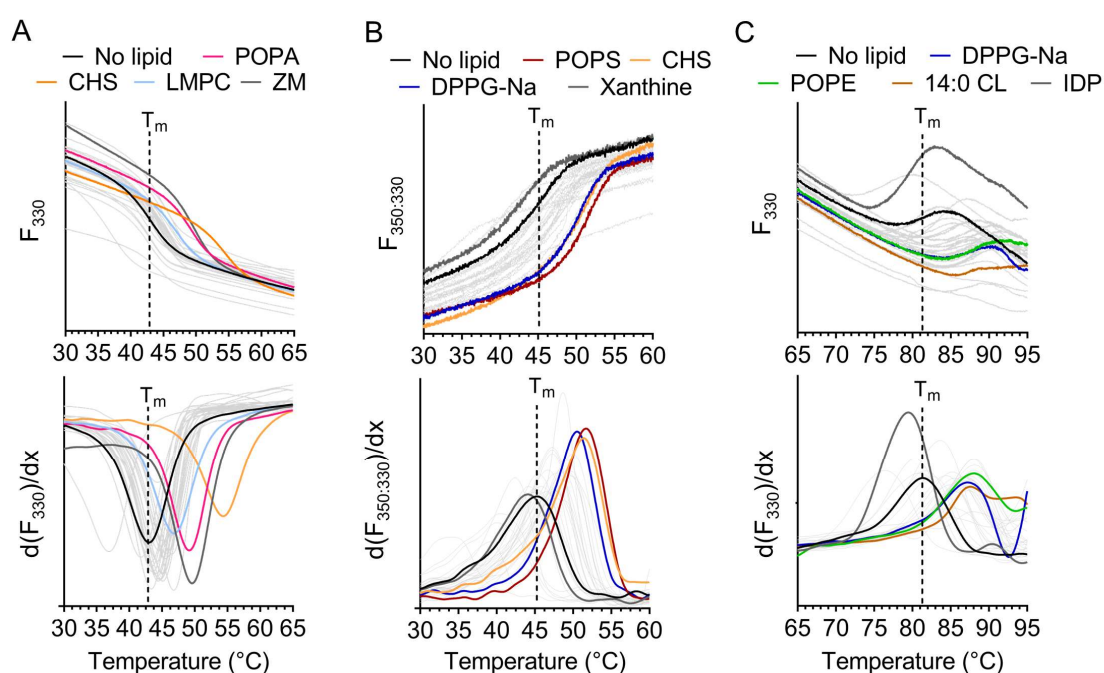 A
No lipid POPA
CHS LMPC ZM
Tm
F330
30 35 40 45 50 55 60 65
Tm
d(F330)/dx
30 35 40 45 50 55 60 65
Temperature (°C)
B
No lipid POPS CHS
DPPG-Na Xanthine
Tm
F350:330
30 35 40 45 50 55 60
Tm
d(F350:330)/dx
30 35 40 45 50 55 60
Temperature (°C)
C
No lipid DPPG-Na
POPE 14:0 CL IDP
Tm
F330
65 70 75 80 85 90 95
Tm
d(F330)/dx
65 70 75 80 85 90 95
Temperature (°C)